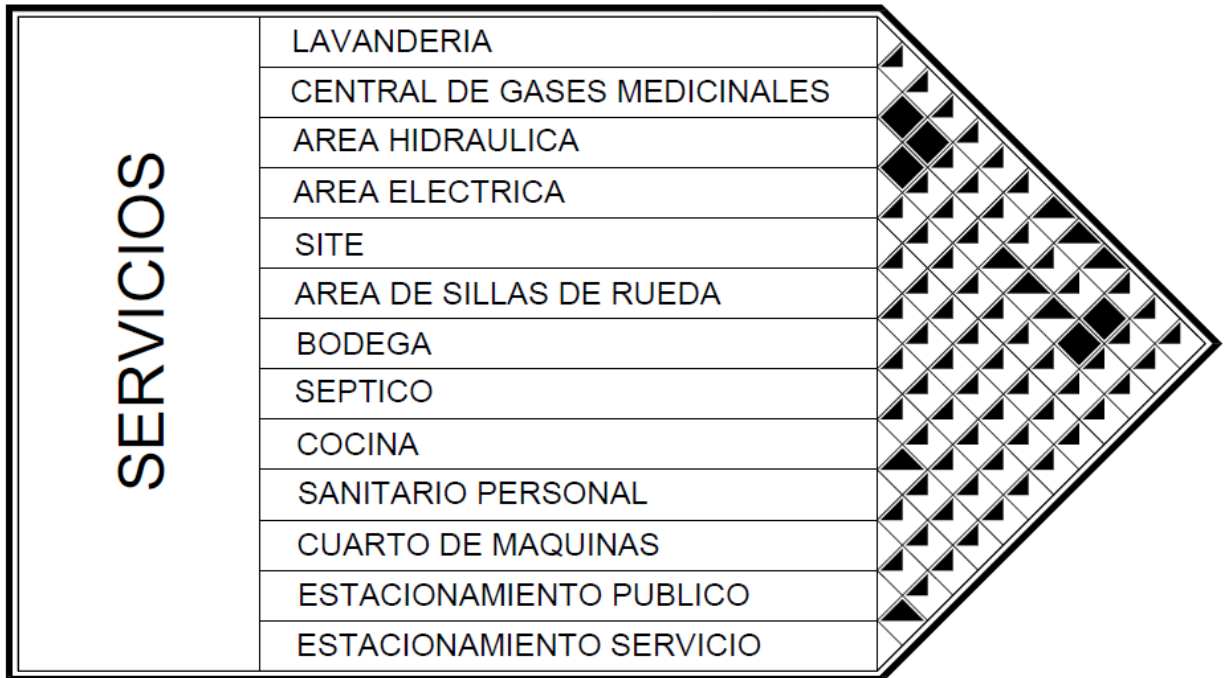 SERVICIOS
LAVANDERIA
CENTRAL DE GASES MEDICINALES
AREA HIDRAULICA
AREA ELECTRICA
SITE
AREA DE SILLAS DE RUEDA
BODEGA
SEPTICO
COCINA
SANITARIO PERSONAL
CUARTO DE MAQUINAS
ESTACIONAMIENTO PUBLICO
ESTACIONAMIENTO SERVICIO